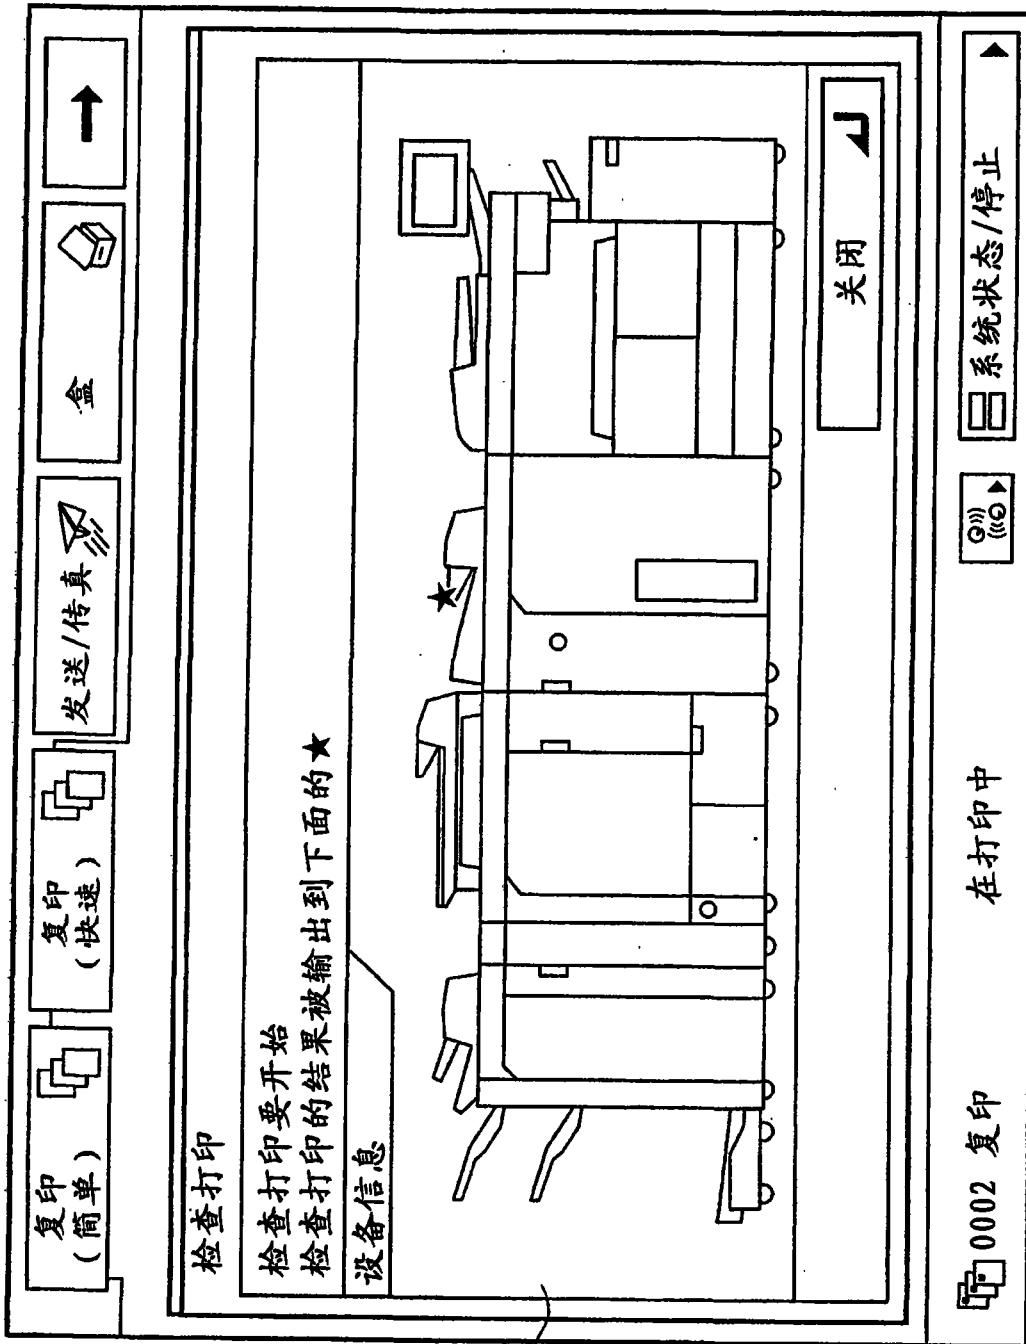 复印
(简单)
复印
(快速)
发送/传真
盒
检查打印
检查打印要开始
检查打印的结果被输出到下面的★
设备信息
关闭
0002 复印
在打印中
系统状态/停止